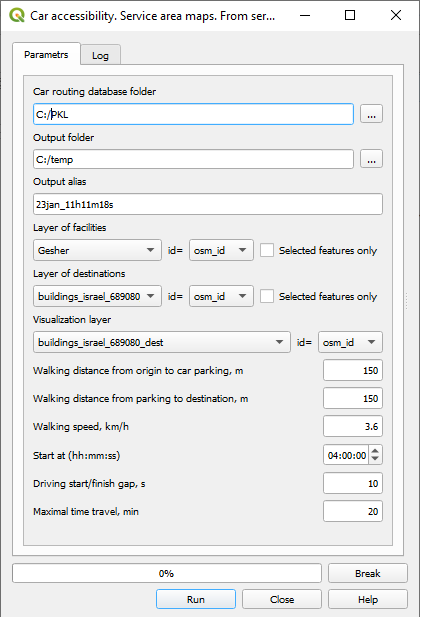 Car accessibility. Service area maps. From ser...
Parametrs Log
Car routing database folder
C:/PKL ...
Output folder
C:/temp ...
Output alias
23jan_11h11m18s
Layer of facilities
Gesher id= osm_id Selected features only
Layer of destinations
buildings_israel_689080 id= osm_id Selected features only
Visualization layer
buildings_israel_689080_dest id= osm_id
Walking distance from origin to car parking, m 150
Walking distance from parking to destination, m 150
Walking speed, km/h 3.6
Start at (hh:mm:ss) 04:00:00
Driving start/finish gap, s 10
Maximal time travel, min 20
0% Break
Run Close Help